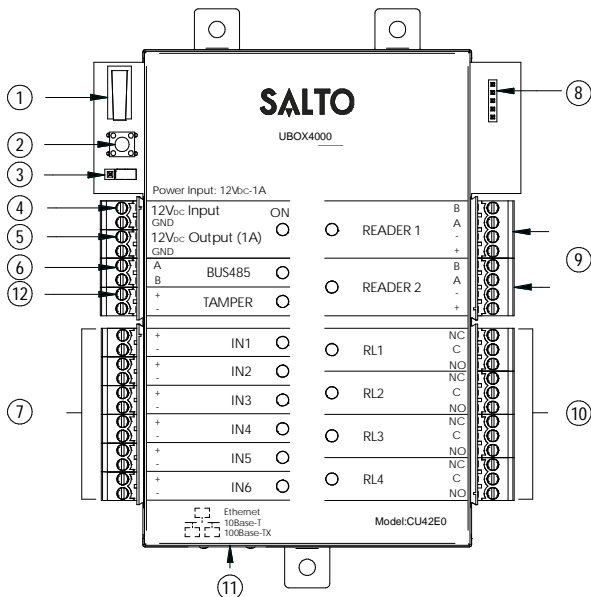 SALTO
UBOX4000
1
2
3
8
Power Input: 12VDC-1A
4
12VDC Input ON
GND
5
12VDC Output (1A)
GND
READER 1
B
A
-
+
6
A
B
BUS485
READER 2
B
A
-
+
9
12
+
-
TAMPER
7
+
-
IN1
+
-
IN2
+
-
IN3
+
-
IN4
+
-
IN5
+
-
IN6
RL1
NC
C
NO
RL2
NC
C
NO
RL3
NC
C
NO
RL4
NC
C
NO
10
Ethernet
10Base-T
100Base-TX
Model:CU42E0
11